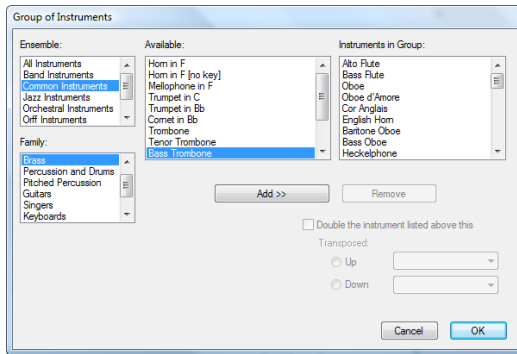 Group of Instruments
Ensemble:
All Instruments
Band Instruments
Common Instruments
Jazz Instruments
Orchestral Instruments
Orff Instruments
Family:
Brass
Percussion and Drums
Pitched Percussion
Guitars
Singers
Keyboards
Available:
Horn in F
Horn in F [no key]
Mellophone in F
Trumpet in C
Trumpet in Bb
Cornet in Bb
Trombone
Tenor Trombone
Bass Trombone
Instruments in Group:
Alto Flute
Bass Flute
Oboe
Oboe d'Amore
Cor Anglais
English Horn
Baritone Oboe
Bass Oboe
Heckelphone
Add >>
Remove
Double the instrument listed above this
Transposed:
Up
Down
Cancel
OK